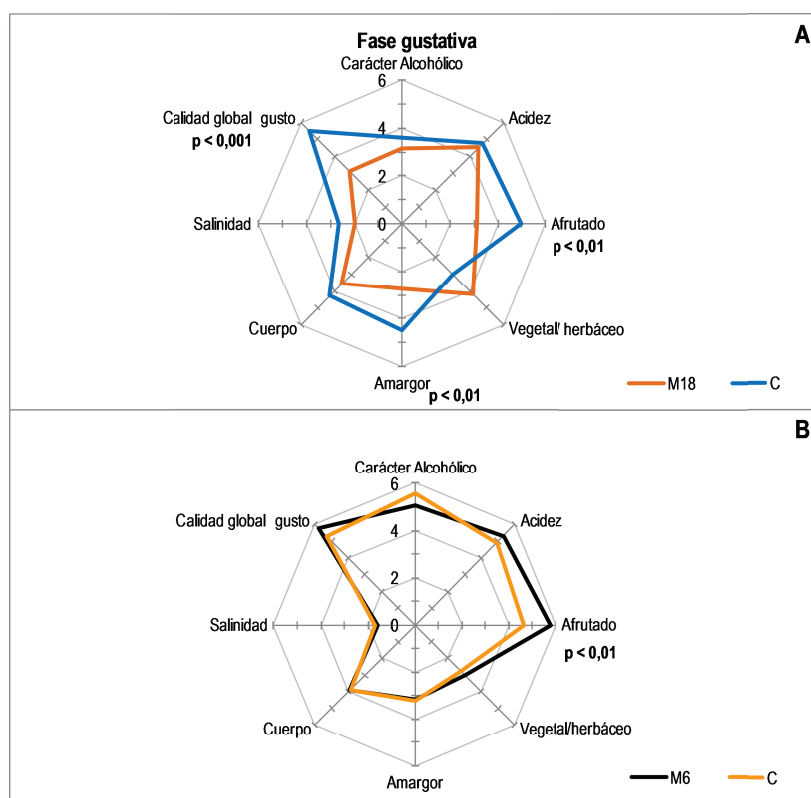 A
Fase gustativa
Carácter Alcohólico
6
Calidad global gusto
p < 0,001
Acidez
4
2
Salinidad
0
Afrutado
p < 0,01
Cuerpo
Vegetal/ herbáceo
Amargor p < 0,01
M18
C
B
Carácter Alcohólico
6
Calidad global gusto
Acidez
4
2
Salinidad
0
Afrutado
p < 0,01
Cuerpo
Vegetal/herbáceo
Amargor
M6
C